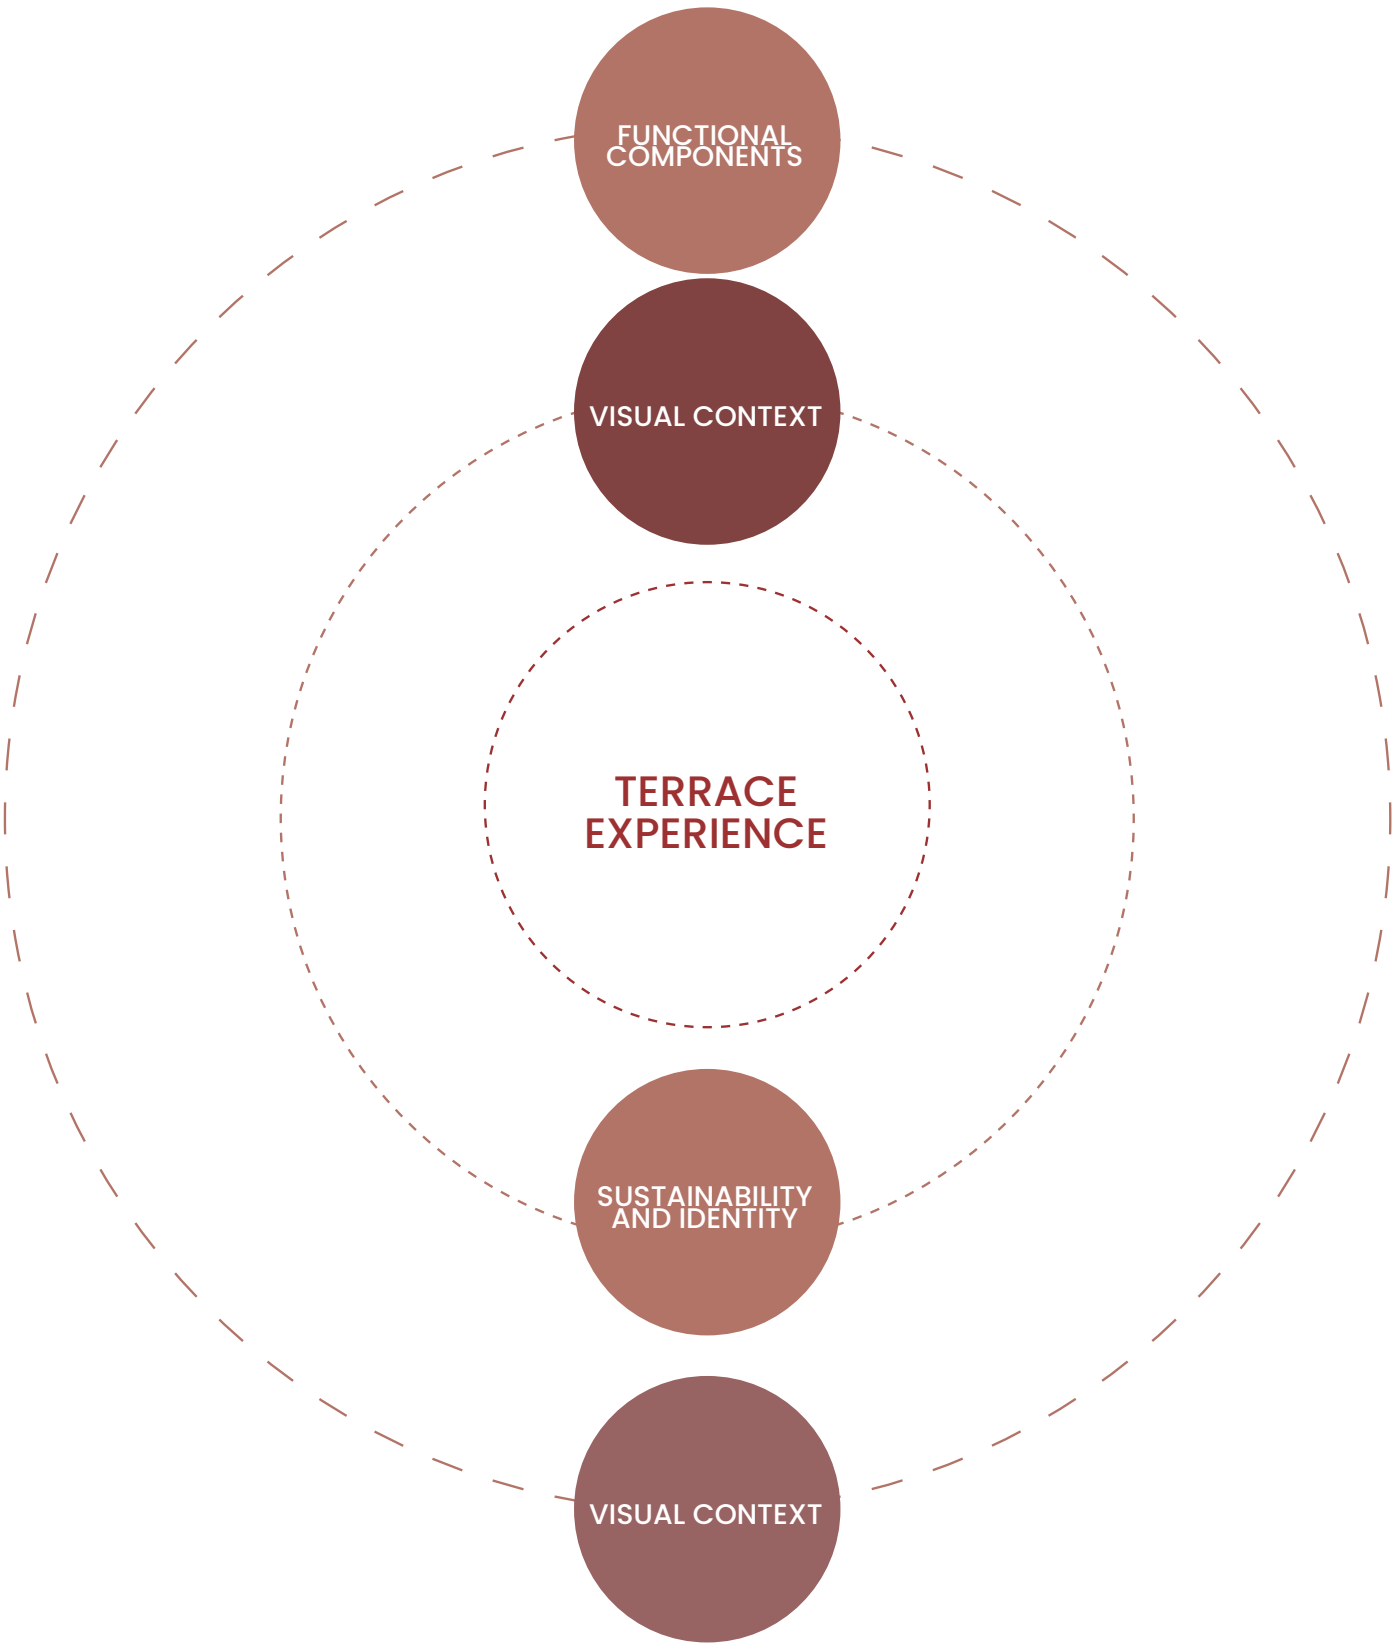 FUNCTIONAL
COMPONENTS
VISUAL CONTEXT
TERRACE
EXPERIENCE
SUSTAINABILITY
AND IDENTITY
VISUAL CONTEXT